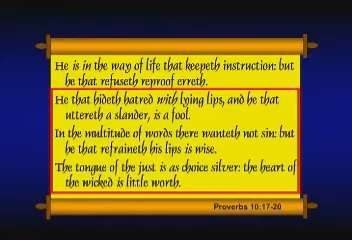 He is in the way of life that keepeth instruction: but
he that refuseth reproof erreth.
He that hideth hatred with lying lips, and he that
uttereth a slander, is a fool.
In the multitude of words there wanteth not sin: but
he that refraineth his lips is wise.
The tongue of the just is as choice silver: the heart of
the wicked is little worth.
Proverbs 10:17-20